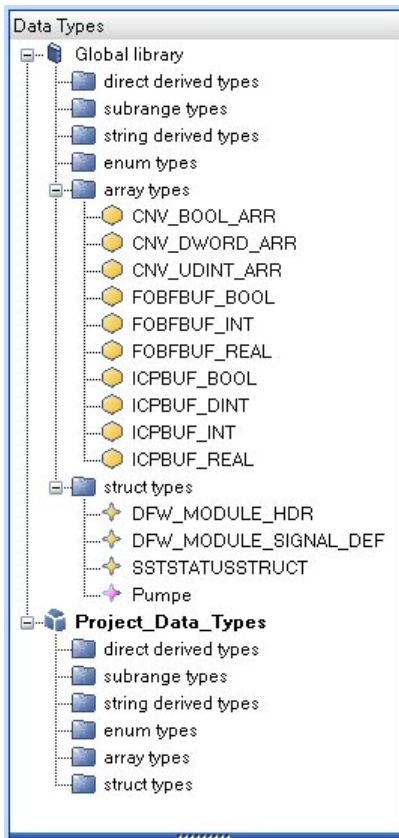 Data Types
Global library
direct derived types
subrange types
string derived types
enum types
array types
CNV_BOOL_ARR
CNV_DWORD_ARR
CNV_UDINT_ARR
FOBFBUF_BOOL
FOBFBUF_INT
FOBFBUF_REAL
ICPBUF_BOOL
ICPBUF_DINT
ICPBUF_INT
ICPBUF_REAL
struct types
DFW_MODULE_HDR
DFW_MODULE_SIGNAL_DEF
SSTSTATUSSTRUCT
Pumpe
Project_Data_Types
direct derived types
subrange types
string derived types
enum types
array types
struct types